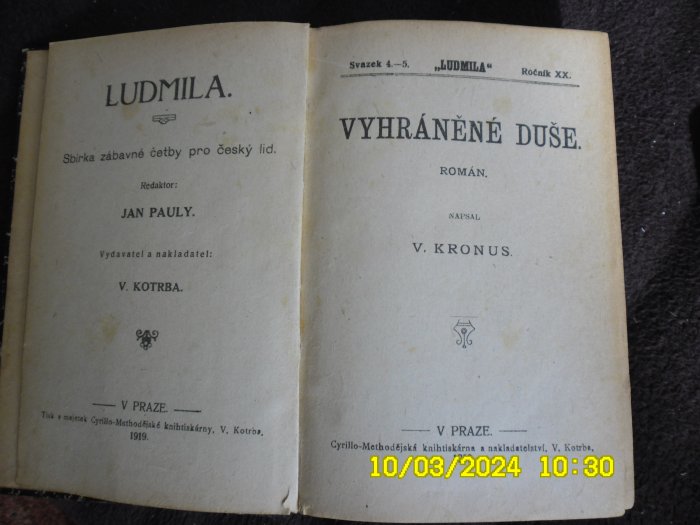 LUDMILA.
Sbírka zábavné četby pro český lid.
Redaktor:
JAN PAULY.
Vydavatel a nakladatel:
V. KOTRBA.
V PRAZE.
Tisk a majetek Cyrillo-Methodějské knihtiskárny, V. Kotrba,
1919.
Svazek 4.—5. „LUDMILA“ Ročník XX.
VYHRÁNĚNÉ DUŠE.
ROMÁN.
NAPSAL
V. KRONUS.
V PRAZE.
Cyrillo-Methodějská knihtiskárna a nakladatelství, V. Kotrba,
10/03/2024 10:30